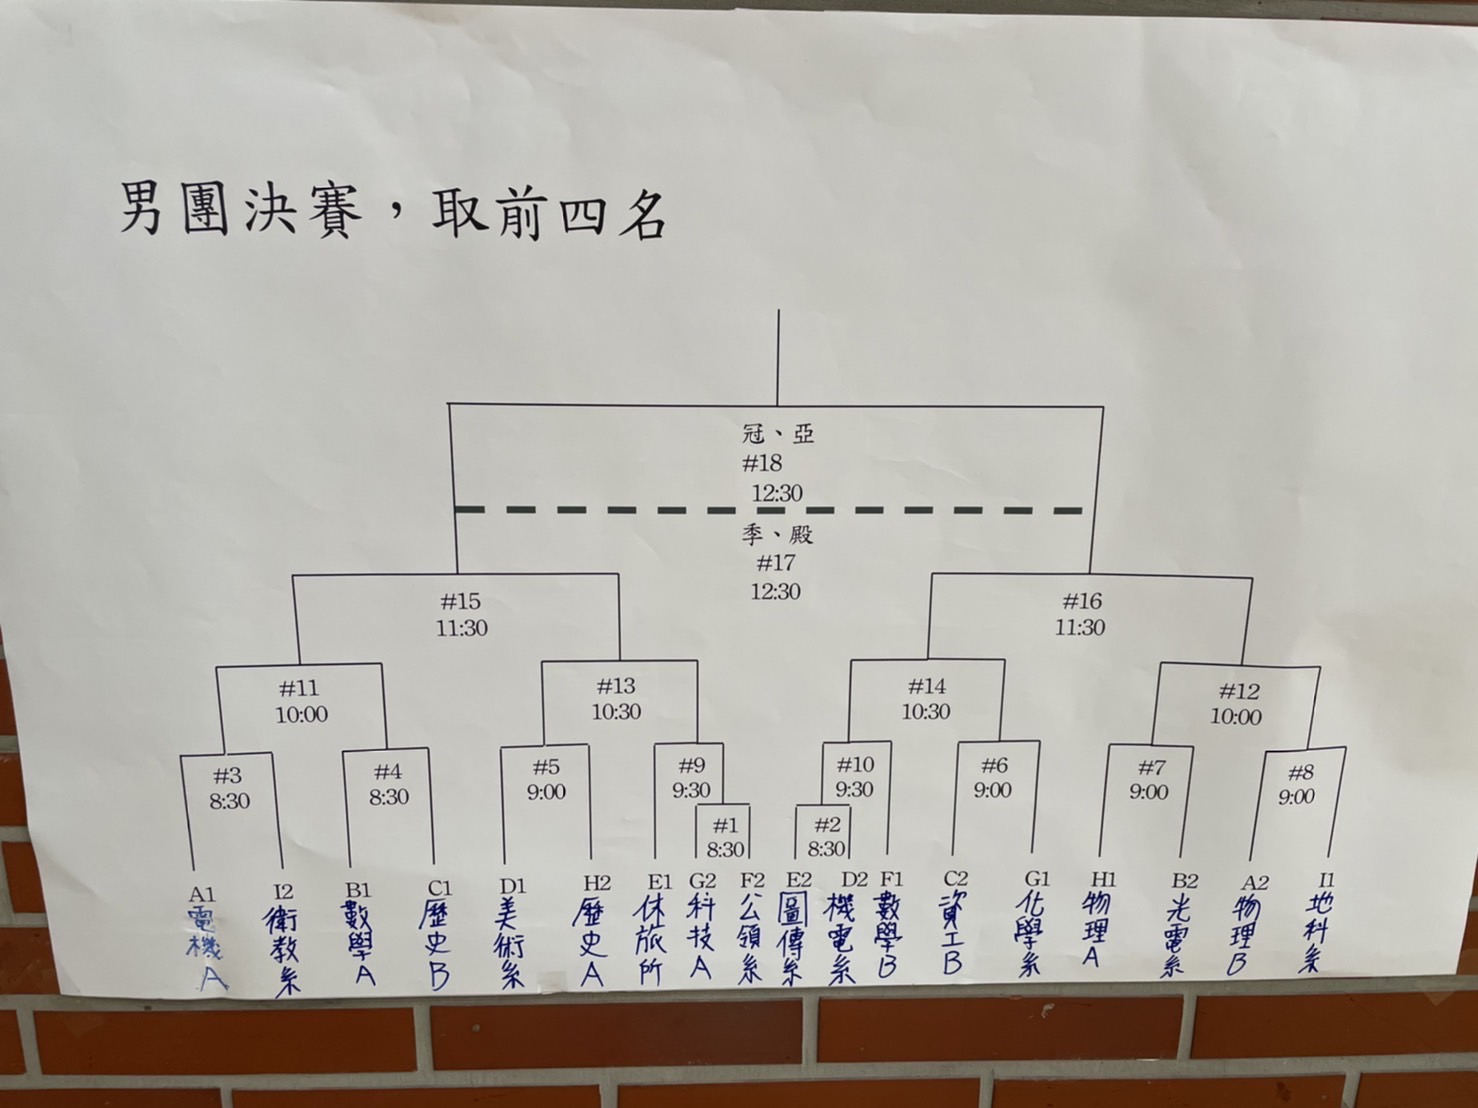 男團決賽，取前四名
冠、亞
#18
12:30
季、殿
#17
12:30
#15
11:30
#16
11:30
#11
10:00
#13
10:30
#14
10:30
#12
10:00
#3
8:30
#4
8:30
#5
9:00
#9
9:30
#10
9:30
#6
9:00
#7
9:00
#8
9:00
#1
8:30
#2
8:30
A1
電機A
I2
衛教系
B1
數學A
C1
歷史B
D1
美術系
H2
歷史A
E1
休旅所
G2
科技A
F2
公領系
E2
圖傳系
D2
機電系
F1
數學B
C2
資工B
G1
化學系
H1
物理A
B2
光電系
A2
物理B
I1
地科系